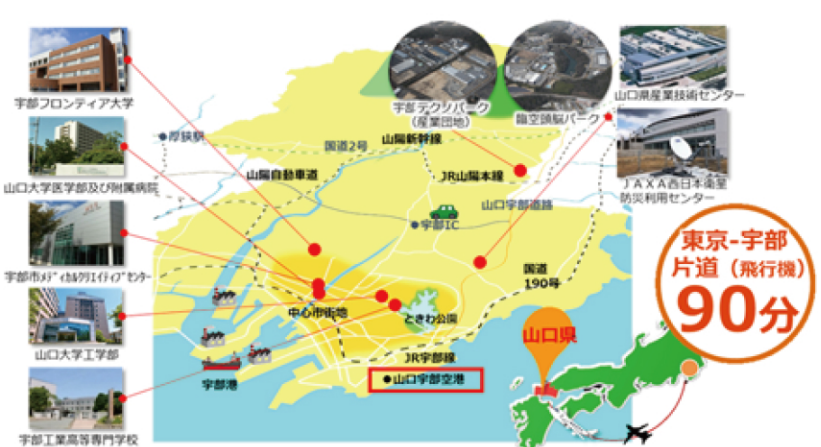 宇部フロンティア大学
山口大学医学部及び附属病院
宇部市ﾒﾃﾞｨｶﾙｸﾘｴｲﾃｨﾌﾞｾﾝﾀｰ
山口大学工学部
宇部工業高等専門学校
宇部テクノパーク
(産業団地)
臨空頭脳パーク
山口県産業技術センター
JAXA西日本衛星
防災利用センター
厚狭駅
国道2号
山陽新幹線
山陽自動車道
JR山陽本線
山口宇部道路
宇部IC
国道
190号
中心市街地
ときわ公園
JR宇部線
宇部港
山口宇部空港
東京-宇部
片道（飛行機）
90分
山口県